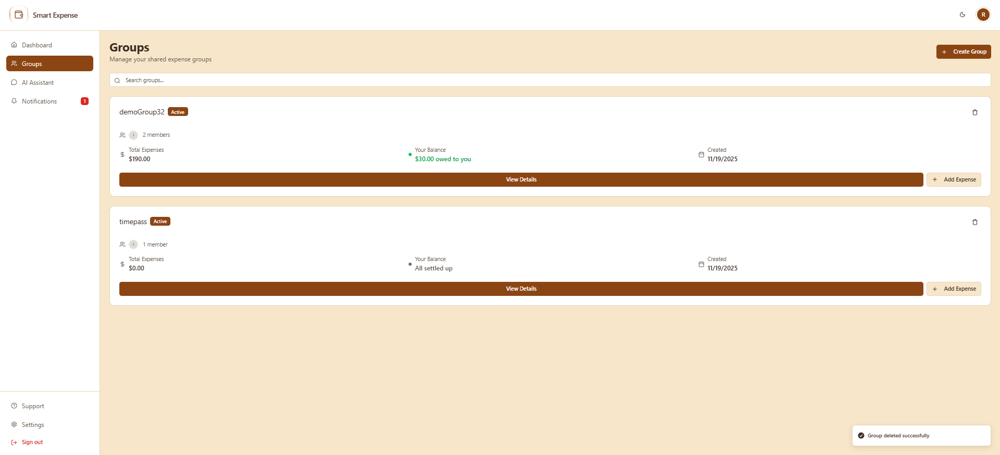 Smart Expense
R
Dashboard
Groups
AI Assistant
Notifications
1
Groups
Manage your shared expense groups
Create Group
Search groups...
demoGroup32
Active
J
2 members
Total Expenses
$190.00
Your Balance
$30.00 owed to you
Created
11/19/2025
View Details
Add Expense
timepass
Active
J
1 member
Total Expenses
$0.00
Your Balance
All settled up
Created
11/19/2025
View Details
Add Expense
Support
Settings
Sign out
Group deleted successfully